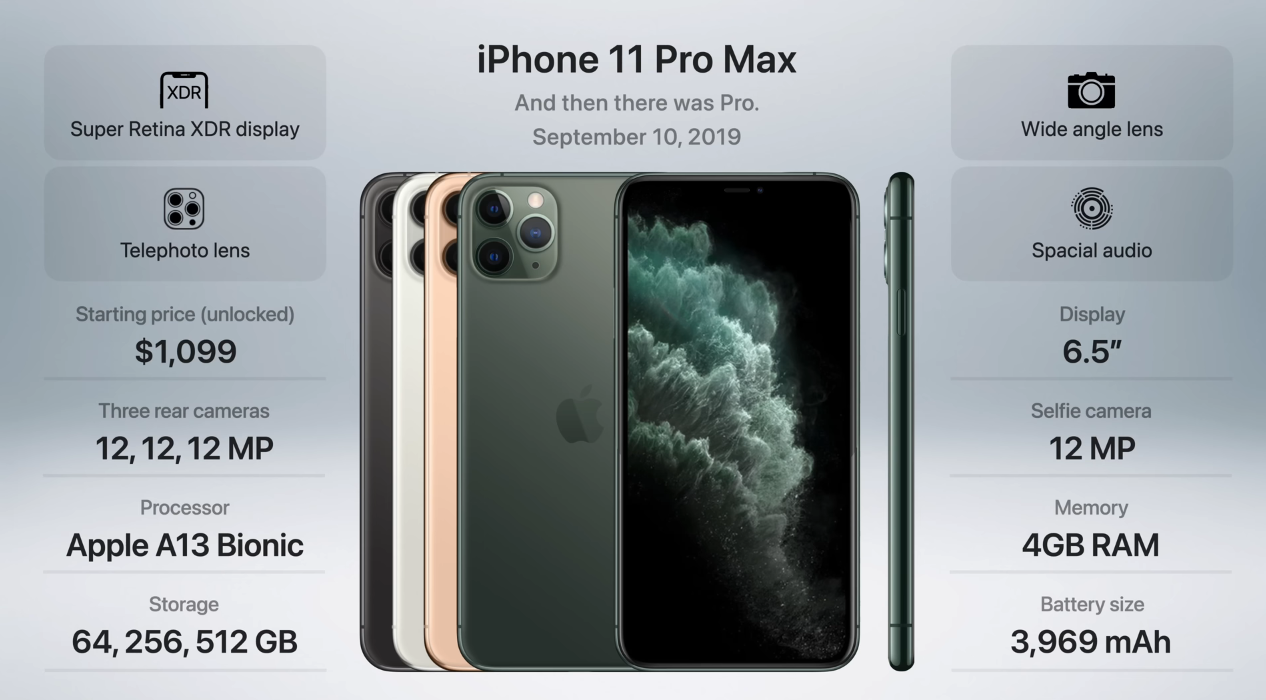 iPhone 11 Pro Max
And then there was Pro.
September 10, 2019
XDR
Super Retina XDR display
Telephoto lens
Starting price (unlocked)
$1,099
Three rear cameras
12, 12, 12 MP
Processor
Apple A13 Bionic
Storage
64, 256, 512 GB
Wide angle lens
Spacial audio
Display
6.5″
Selfie camera
12 MP
Memory
4GB RAM
Battery size
3,969 mAh